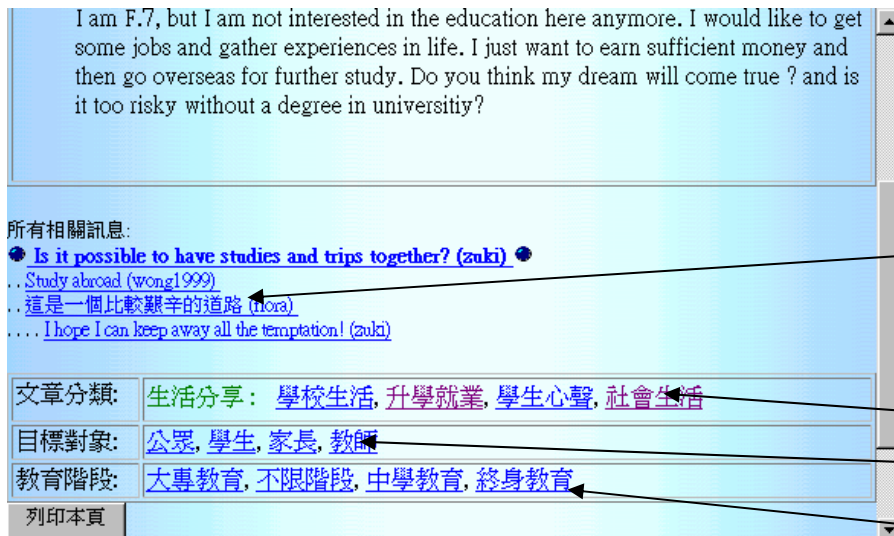 I am F.7, but I am not interested in the education here anymore. I would like to get
some jobs and gather experiences in life. I just want to earn sufficient money and
then go overseas for further study. Do you think my dream will come true ? and is
it too risky without a degree in universitiy?
所有相關訊息:
Is it possible to have studies and trips together? (zuki)
. . Study abroad (wong1999)
. . 這是一個比較艱辛的道路 (flora)
. . . . I hope I can keep away all the temptation! (zuki)
文章分類: 生活分享： 學校生活, 升學就業, 學生心聲, 社會生活
目標對象: 公眾, 學生, 家長, 教師
教育階段: 大專教育, 不限階段, 中學教育, 終身教育
列印本頁